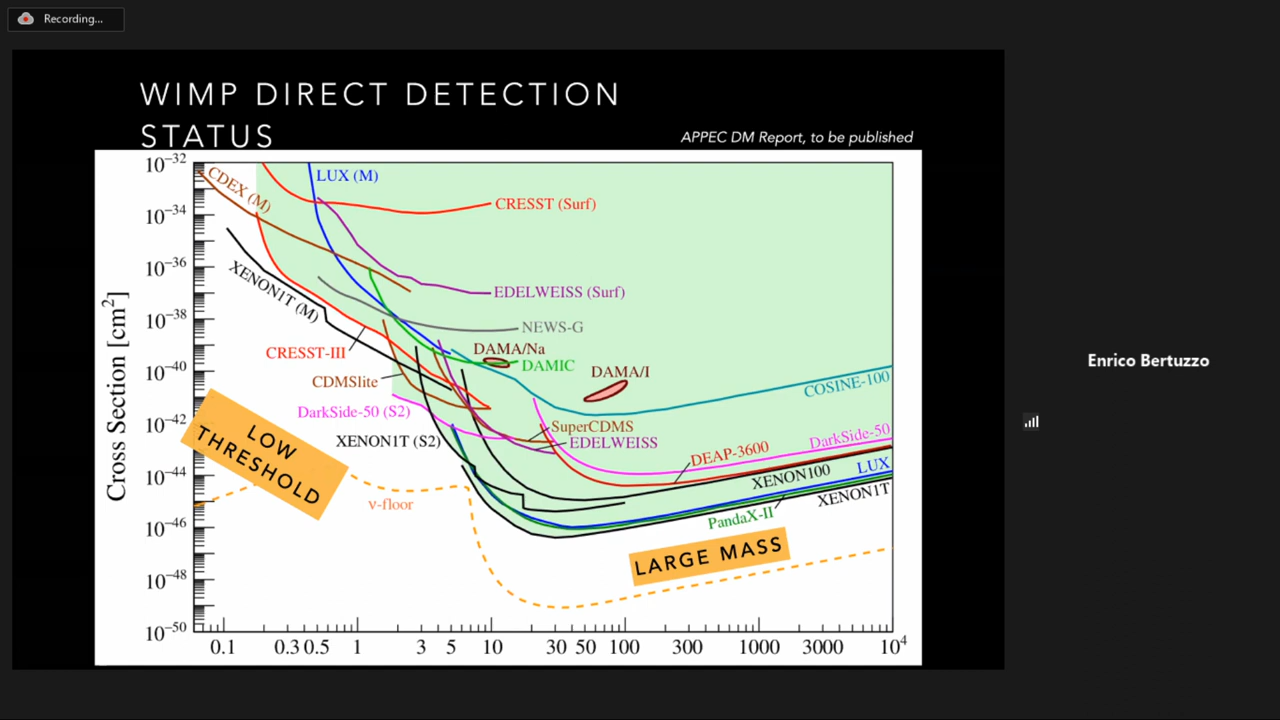 Recording...
WIMP DIRECT DETECTION
STATUS
APPEC DM Report, to be published
10⁻³²
10⁻³⁴
10⁻³⁶
10⁻³⁸
10⁻⁴⁰
10⁻⁴²
10⁻⁴⁴
10⁻⁴⁶
10⁻⁴⁸
10⁻⁵⁰
Cross Section [cm²]
CDEX (M)
LUX (M)
CRESST (Surf)
XENON1T (M)
EDELWEISS (Surf)
NEWS-G
CRESST-III
DAMA/Na
DAMIC
DAMA/I
CDMSlite
COSINE-100
DarkSide-50 (S2)
SuperCDMS
XENON1T (S2)
EDELWEISS
DarkSide-50
DEAP-3600
LOW
THRESHOLD
XENON100
LUX
XENON1T
ν-floor
PandaX-II
LARGE MASS
0.1 0.3 0.5 1 3 5 10 30 50 100 300 1000 3000 10⁴
Enrico Bertuzzo